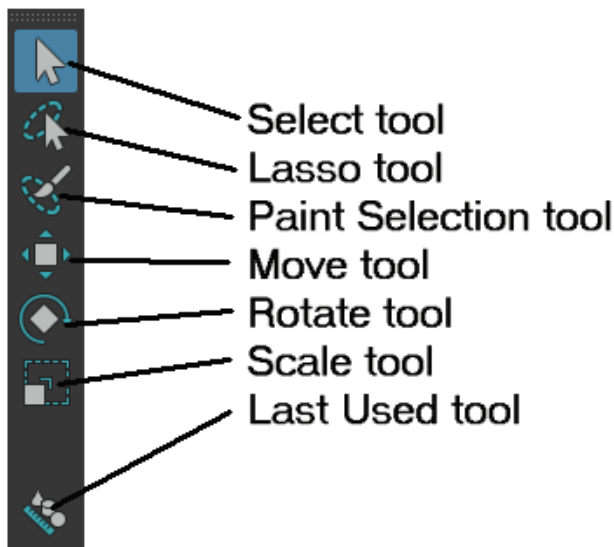 Select tool
Lasso tool
Paint Selection tool
Move tool
Rotate tool
Scale tool
Last Used tool